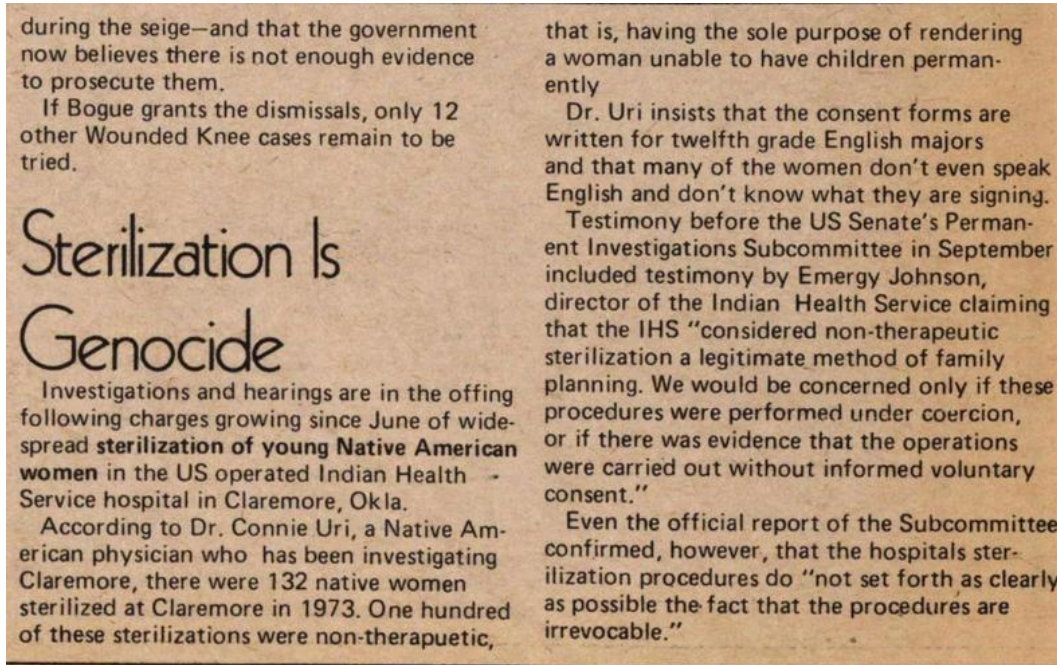 during the seige—and that the government
now believes there is not enough evidence
to prosecute them.
If Bogue grants the dismissals, only 12
other Wounded Knee cases remain to be
tried.
Sterilization Is
Genocide
Investigations and hearings are in the offing
following charges growing since June of wide-
spread sterilization of young Native American
women in the US operated Indian Health
Service hospital in Claremore, Okla.
According to Dr. Connie Uri, a Native Am-
erican physician who has been investigating
Claremore, there were 132 native women
sterilized at Claremore in 1973. One hundred
of these sterilizations were non-therapuetic,
that is, having the sole purpose of rendering
a woman unable to have children perman-
ently
Dr. Uri insists that the consent forms are
written for twelfth grade English majors
and that many of the women don't even speak
English and don't know what they are signing.
Testimony before the US Senate's Perman-
ent Investigations Subcommittee in September
included testimony by Emergy Johnson,
director of the Indian Health Service claiming
that the IHS "considered non-therapeutic
sterilization a legitimate method of family
planning. We would be concerned only if these
procedures were performed under coercion,
or if there was evidence that the operations
were carried out without informed voluntary
consent."
Even the official report of the Subcommittee
confirmed, however, that the hospitals ster-
ilization procedures do "not set forth as clearly
as possible the fact that the procedures are
irrevocable."